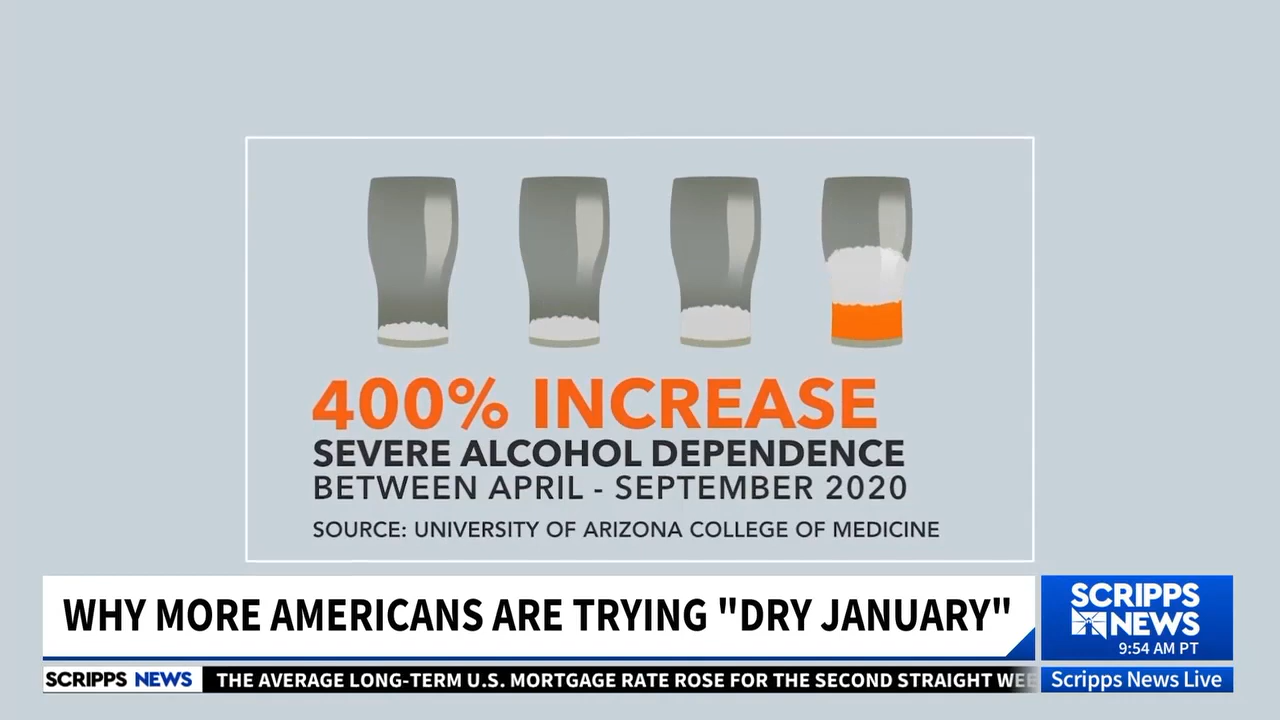 400% INCREASE
SEVERE ALCOHOL DEPENDENCE
BETWEEN APRIL - SEPTEMBER 2020
SOURCE: UNIVERSITY OF ARIZONA COLLEGE OF MEDICINE
WHY MORE AMERICANS ARE TRYING "DRY JANUARY"
SCRIPPS
NEWS
9:54 AM PT
SCRIPPS NEWS
THE AVERAGE LONG-TERM U.S. MORTGAGE RATE ROSE FOR THE SECOND STRAIGHT WEE
Scripps News Live